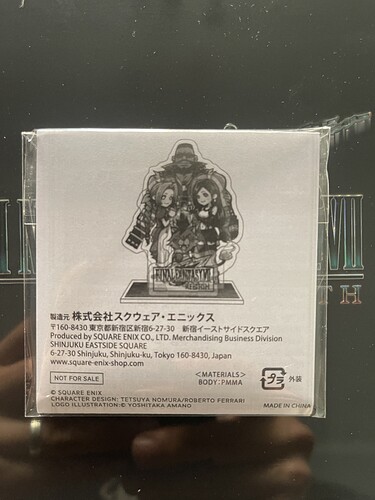 FINAL FANTASY VII
REBIRTH
製造元 株式会社スクウェア・エニックス
〒160-8430 東京都新宿区新宿6-27-30 新宿イーストサイドスクエア
Produced by SQUARE ENIX CO., LTD. Merchandising Business Division
SHINJUKU EASTSIDE SQUARE
6-27-30 Shinjuku, Shinjuku-ku, Tokyo 160-8430, Japan
www.square-enix-shop.com
NOT FOR SALE
<MATERIALS>
BODY: PMMA
プラ 外装
© SQUARE ENIX
CHARACTER DESIGN: TETSUYA NOMURA/ROBERTO FERRARI
LOGO ILLUSTRATION:© YOSHITAKA AMANO
MADE IN CHINA